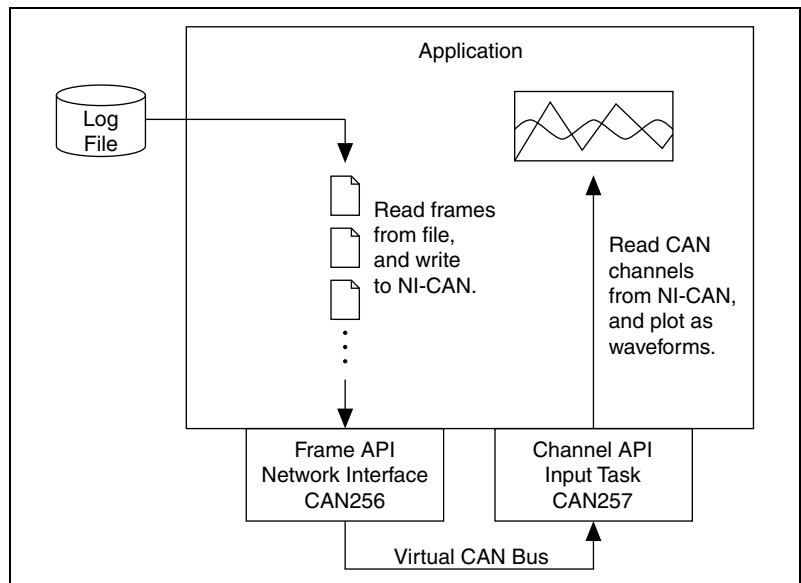 Application
Log
File
Read frames
from file,
and write
to NI-CAN.
Read CAN
channels
from NI-CAN,
and plot as
waveforms.
Frame API
Network Interface
CAN256
Channel API
Input Task
CAN257
Virtual CAN Bus